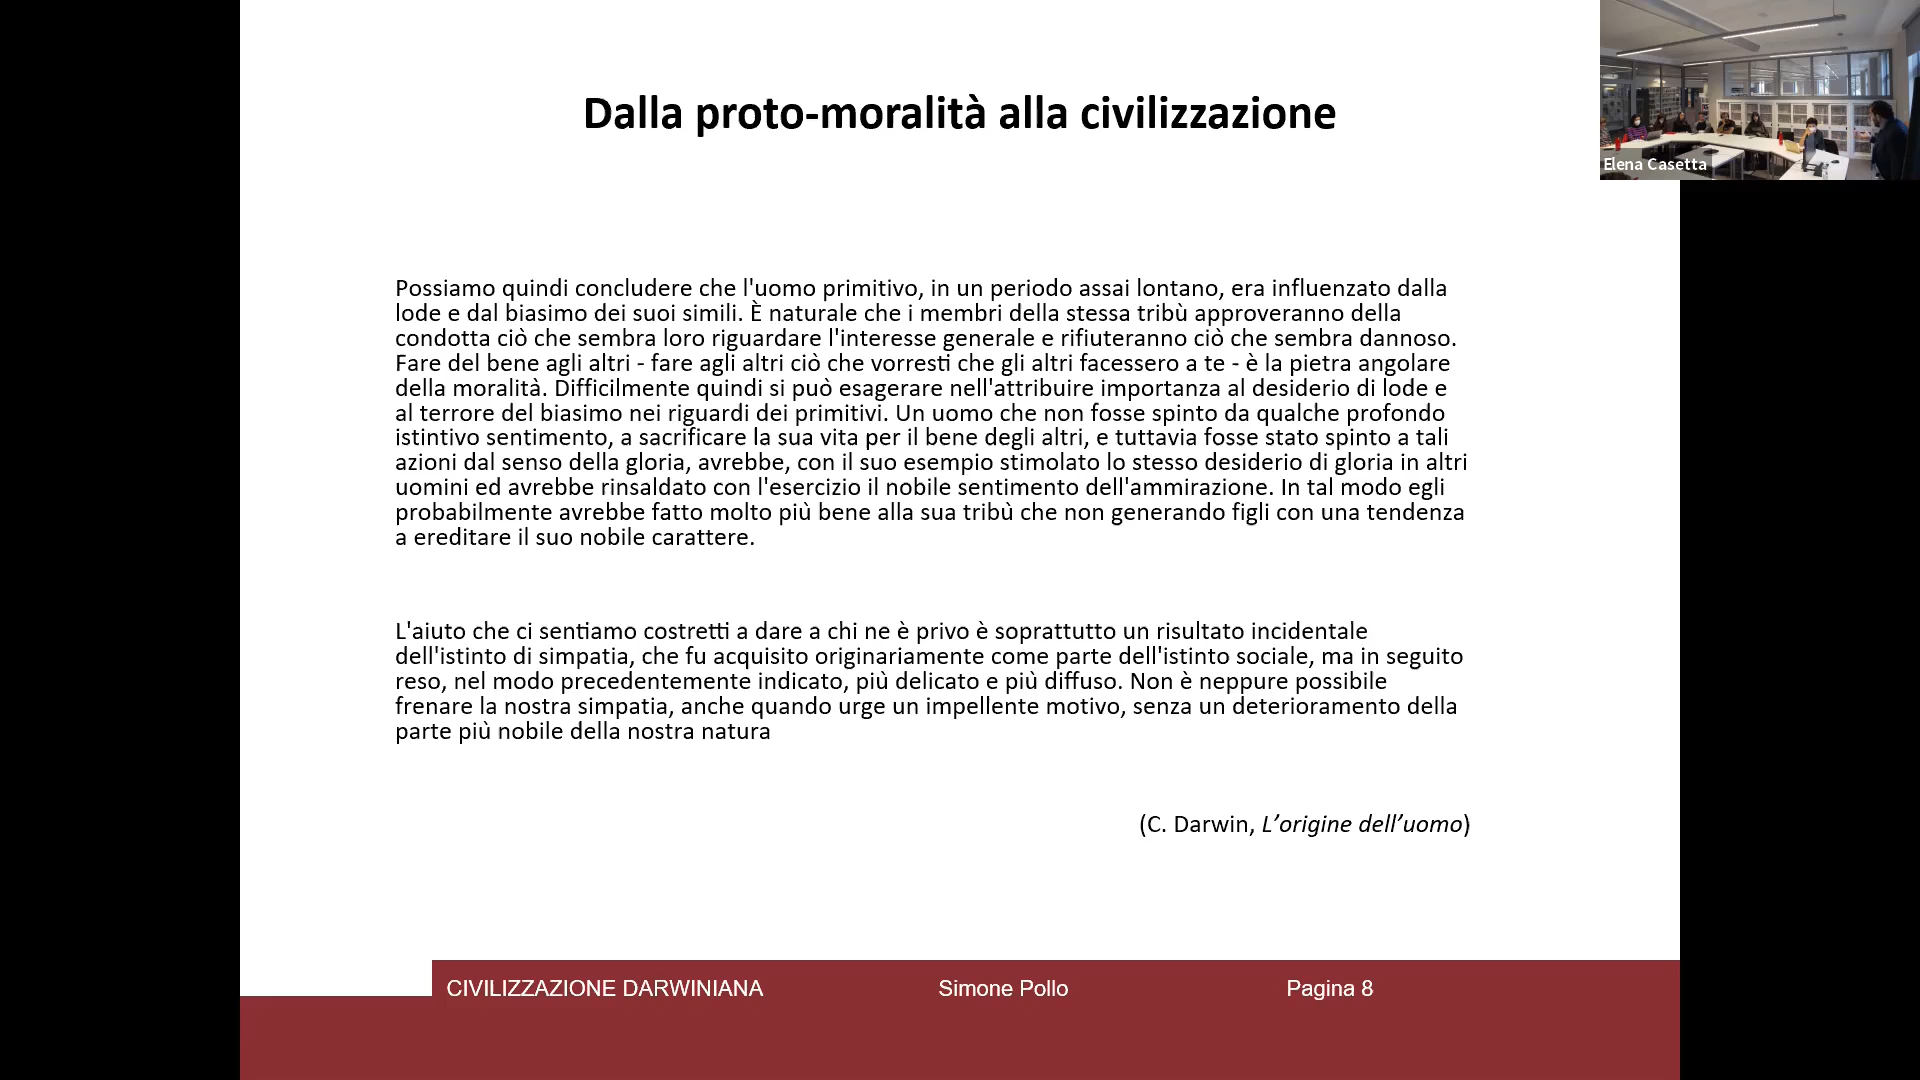 Dalla proto-moralità alla civilizzazione
Elena Casetta
Possiamo quindi concludere che l'uomo primitivo, in un periodo assai lontano, era influenzato dalla
lode e dal biasimo dei suoi simili. È naturale che i membri della stessa tribù approveranno della
condotta ciò che sembra loro riguardare l'interesse generale e rifiuteranno ciò che sembra dannoso.
Fare del bene agli altri - fare agli altri ciò che vorresti che gli altri facessero a te - è la pietra angolare
della moralità. Difficilmente quindi si può esagerare nell'attribuire importanza al desiderio di lode e
al terrore del biasimo nei riguardi dei primitivi. Un uomo che non fosse spinto da qualche profondo
istintivo sentimento, a sacrificare la sua vita per il bene degli altri, e tuttavia fosse stato spinto a tali
azioni dal senso della gloria, avrebbe, con il suo esempio stimolato lo stesso desiderio di gloria in altri
uomini ed avrebbe rinsaldato con l'esercizio il nobile sentimento dell'ammirazione. In tal modo egli
probabilmente avrebbe fatto molto più bene alla sua tribù che non generando figli con una tendenza
a ereditare il suo nobile carattere.
L'aiuto che ci sentiamo costretti a dare a chi ne è privo è soprattutto un risultato incidentale
dell'istinto di simpatia, che fu acquisito originariamente come parte dell'istinto sociale, ma in seguito
reso, nel modo precedentemente indicato, più delicato e più diffuso. Non è neppure possibile
frenare la nostra simpatia, anche quando urge un impellente motivo, senza un deterioramento della
parte più nobile della nostra natura
(C. Darwin, L’origine dell’uomo)
CIVILIZZAZIONE DARWINIANA
Simone Pollo
Pagina 8